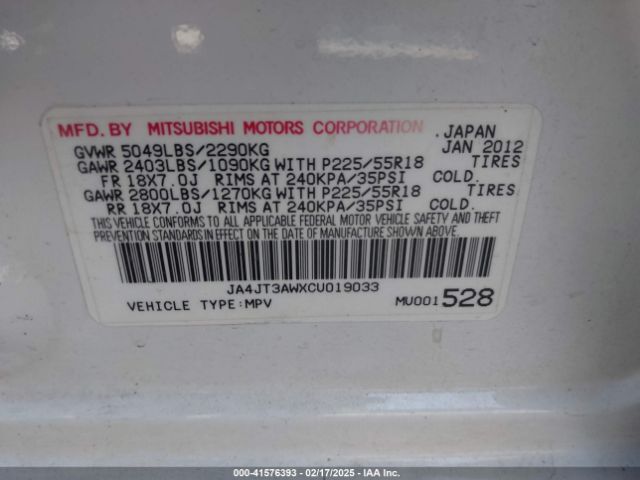 MFD. BY MITSUBISHI MOTORS CORPORATION . JAPAN
GVWR 5049LBS/2290KG JAN 2012
GAWR 2403LBS/1090KG WITH P225/55R18 TIRES
FR 18X7.0J RIMS AT 240KPA/35PSI COLD.
GAWR 2800LBS/1270KG WITH P225/55R18 TIRES
RR 18X7.0J RIMS AT 240KPA/35PSI COLD.
THIS VEHICLE CONFORMS TO ALL APPLICABLE FEDERAL MOTOR VEHICLE SAFETY AND THEFT
PREVENTION STANDARDS IN EFFECT ON THE DATE OF MANUFACTURE SHOWN ABOVE.
JA4JT3AWXCU019033
VEHICLE TYPE:MPV MU001528
00-41576393 - 02/17/2025 - IAA Inc.